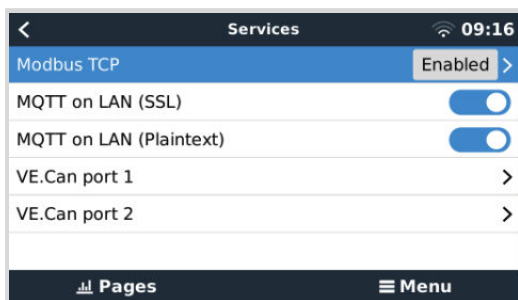 Services 09:16
Modbus TCP Enabled
MQTT on LAN (SSL)
MQTT on LAN (Plaintext)
VE.Can port 1
VE.Can port 2
Pages Menu